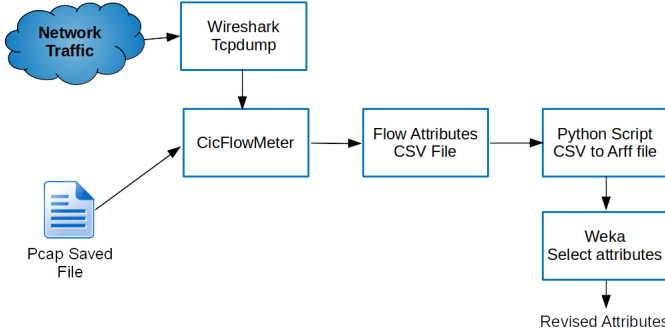 Network
Traffic
Wireshark
Tcpdump
CicFlowMeter
Flow Attributes
CSV File
Python Script
CSV to Arff file
Pcap Saved
File
Weka
Select attributes
Revised Attributes